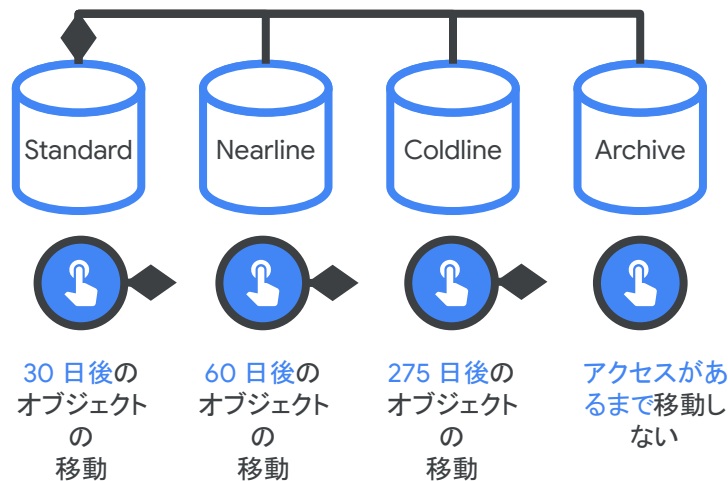 Standard
Nearline
Coldline
Archive
30 日後の
オブジェクト
の
移動
60 日後の
オブジェクト
の
移動
275 日後の
オブジェクト
の
移動
アクセスがあ
るまで移動し
ない